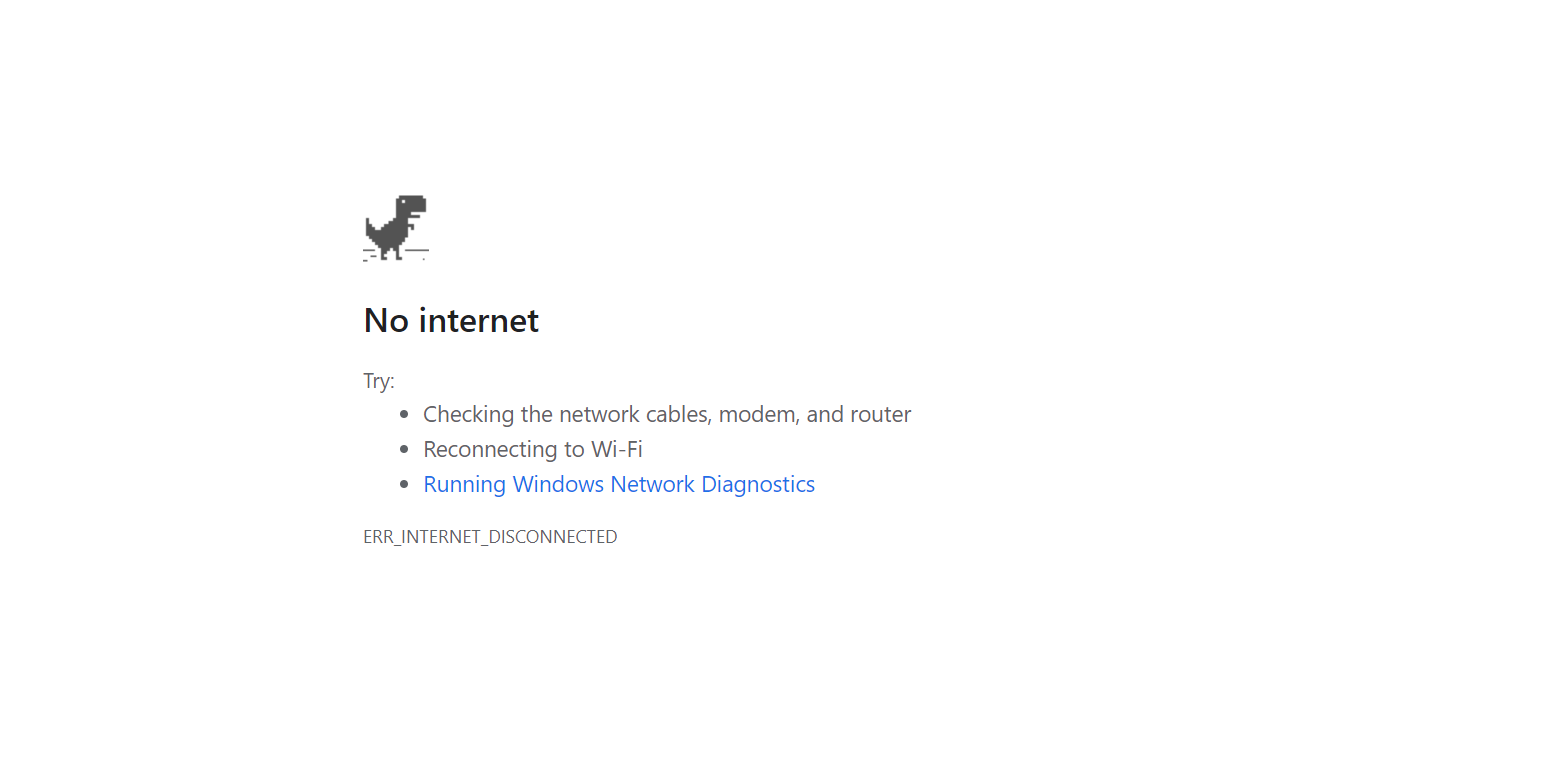 No internet
Try:
Checking the network cables, modem, and router
Reconnecting to Wi-Fi
Running Windows Network Diagnostics
ERR_INTERNET_DISCONNECTED